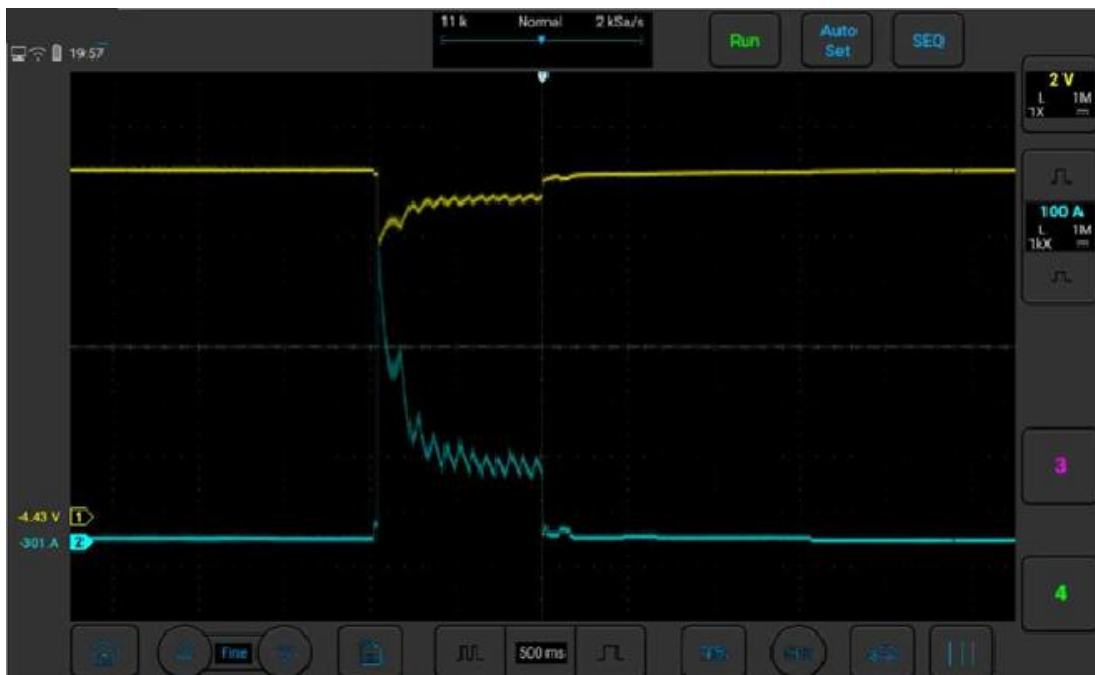 11 k Normal 2 kSa/s
Run
Auto
Set
SEQ
19:57
2 V
L 1M
1X
100 A
L 1M
1kX
-4.43 V 1
-301 A 2
3
4
Fine
500 ms